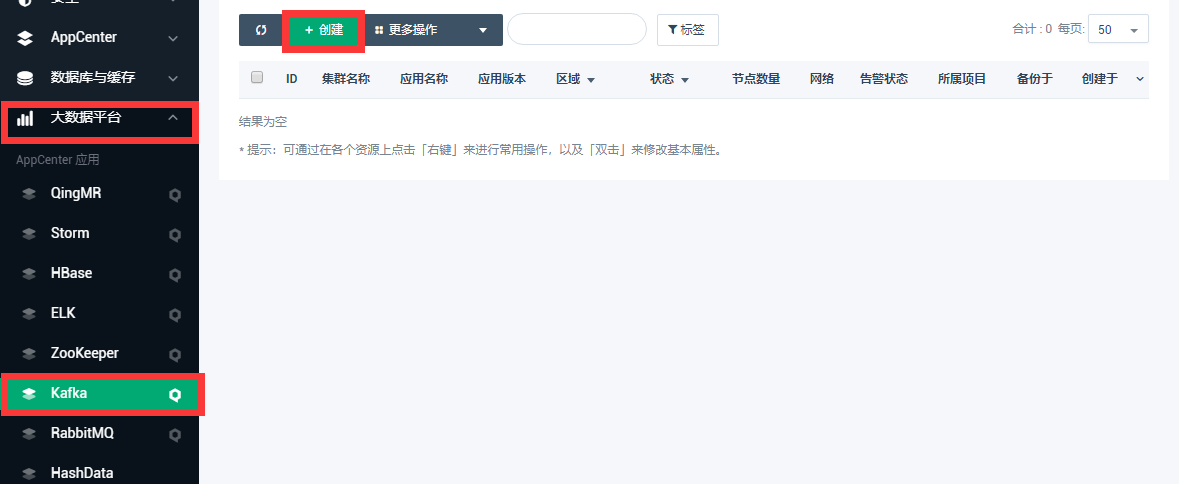 安全
AppCenter
数据库与缓存
大数据平台
AppCenter 应用
QingMR
Storm
HBase
ELK
ZooKeeper
Kafka
RabbitMQ
HashData
+ 创建 更多操作 标签 合计 : 0 每页: 50
ID 集群名称 应用名称 应用版本 区域 状态 节点数量 网络 告警状态 所属项目 备份于 创建于
结果为空
* 提示：可通过在各个资源上点击「右键」来进行常用操作，以及「双击」来修改基本属性。